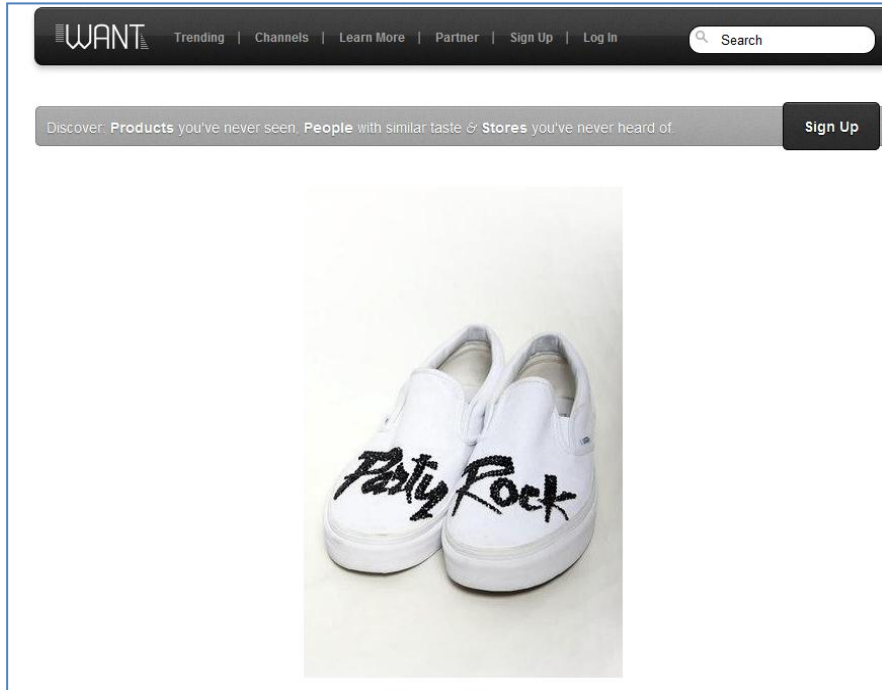 WANT Trending | Channels | Learn More | Partner | Sign Up | Log In Search
Discover: Products you've never seen, People with similar taste & Stores you've never heard of. Sign Up
Party Rock